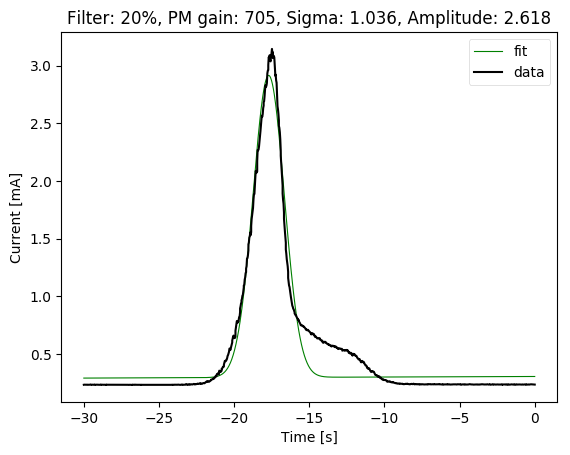 Filter: 20%, PM gain: 705, Sigma: 1.036, Amplitude: 2.618
fit
data
3.0
2.5
2.0
1.5
1.0
0.5
Current [mA]
−30
−25
−20
−15
−10
−5
0
Time [s]